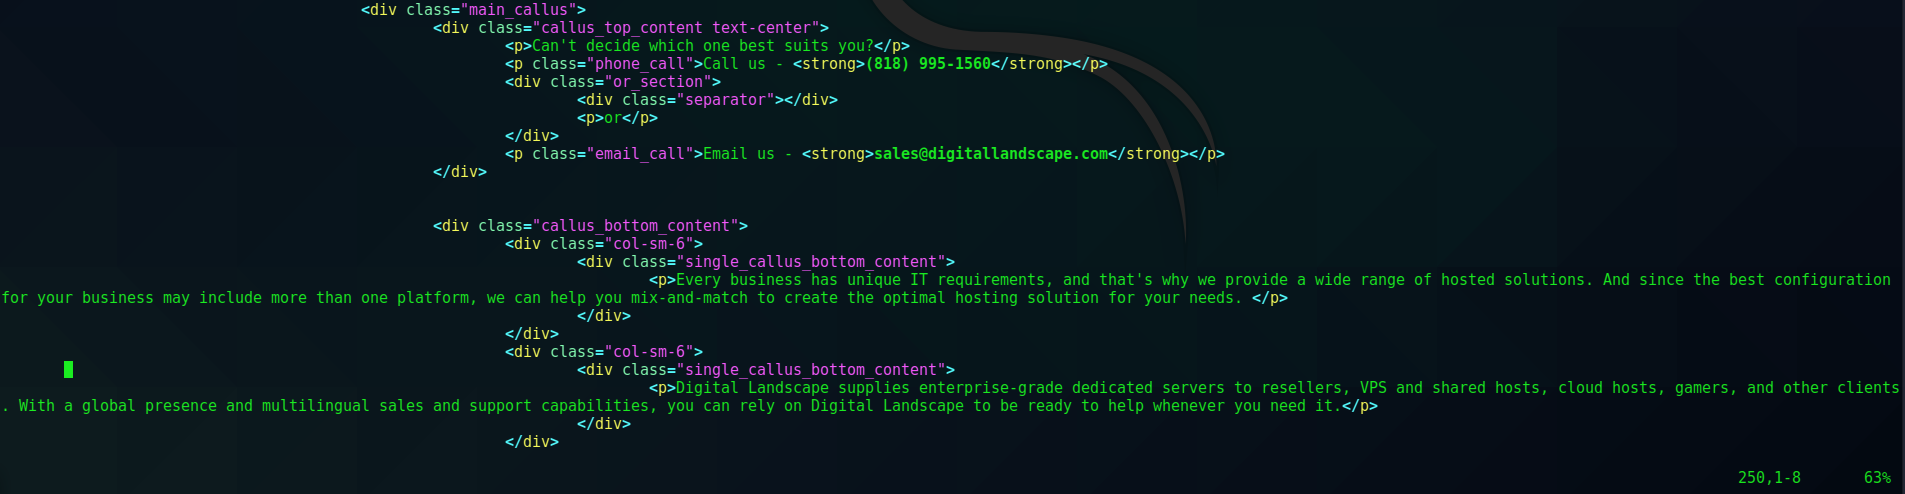 <div class="main_callus">
<div class="callus_top_content text-center">
<p>Can't decide which one best suits you?</p>
<p class="phone_call">Call us - <strong>(818) 995-1560</strong></p>
<div class="or_section">
<div class="separator"></div>
<p>or</p>
</div>
<p class="email_call">Email us - <strong>sales@digitallandscape.com</strong></p>
</div>
<div class="callus_bottom_content">
<div class="col-sm-6">
<div class="single_callus_bottom_content">
<p>Every business has unique IT requirements, and that's why we provide a wide range of hosted solutions. And since the best configuration
for your business may include more than one platform, we can help you mix-and-match to create the optimal hosting solution for your needs. </p>
</div>
</div>
<div class="col-sm-6">
<div class="single_callus_bottom_content">
<p>Digital Landscape supplies enterprise-grade dedicated servers to resellers, VPS and shared hosts, cloud hosts, gamers, and other clients
. With a global presence and multilingual sales and support capabilities, you can rely on Digital Landscape to be ready to help whenever you need it.</p>
</div>
</div>
250,1-8 63%